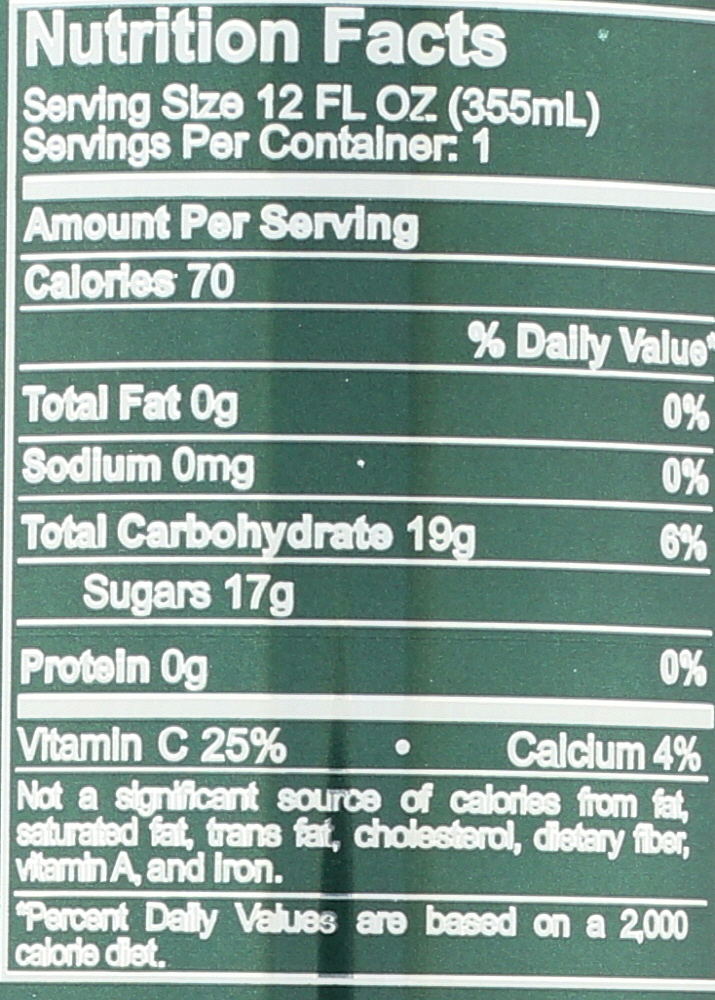 Nutrition Facts
Serving Size 12 FL OZ (355mL)
Servings Per Container: 1
Amount Per Serving
Calories 70
% Daily Value*
Total Fat 0g 0%
Sodium 0mg 0%
Total Carbohydrate 19g 6%
Sugars 17g
Protein 0g 0%
Vitamin C 25% • Calcium 4%
Not a significant source of calories from fat,
saturated fat, trans fat, cholesterol, dietary fiber,
vitamin A, and iron.
*Percent Daily Values are based on a 2,000
calorie diet.